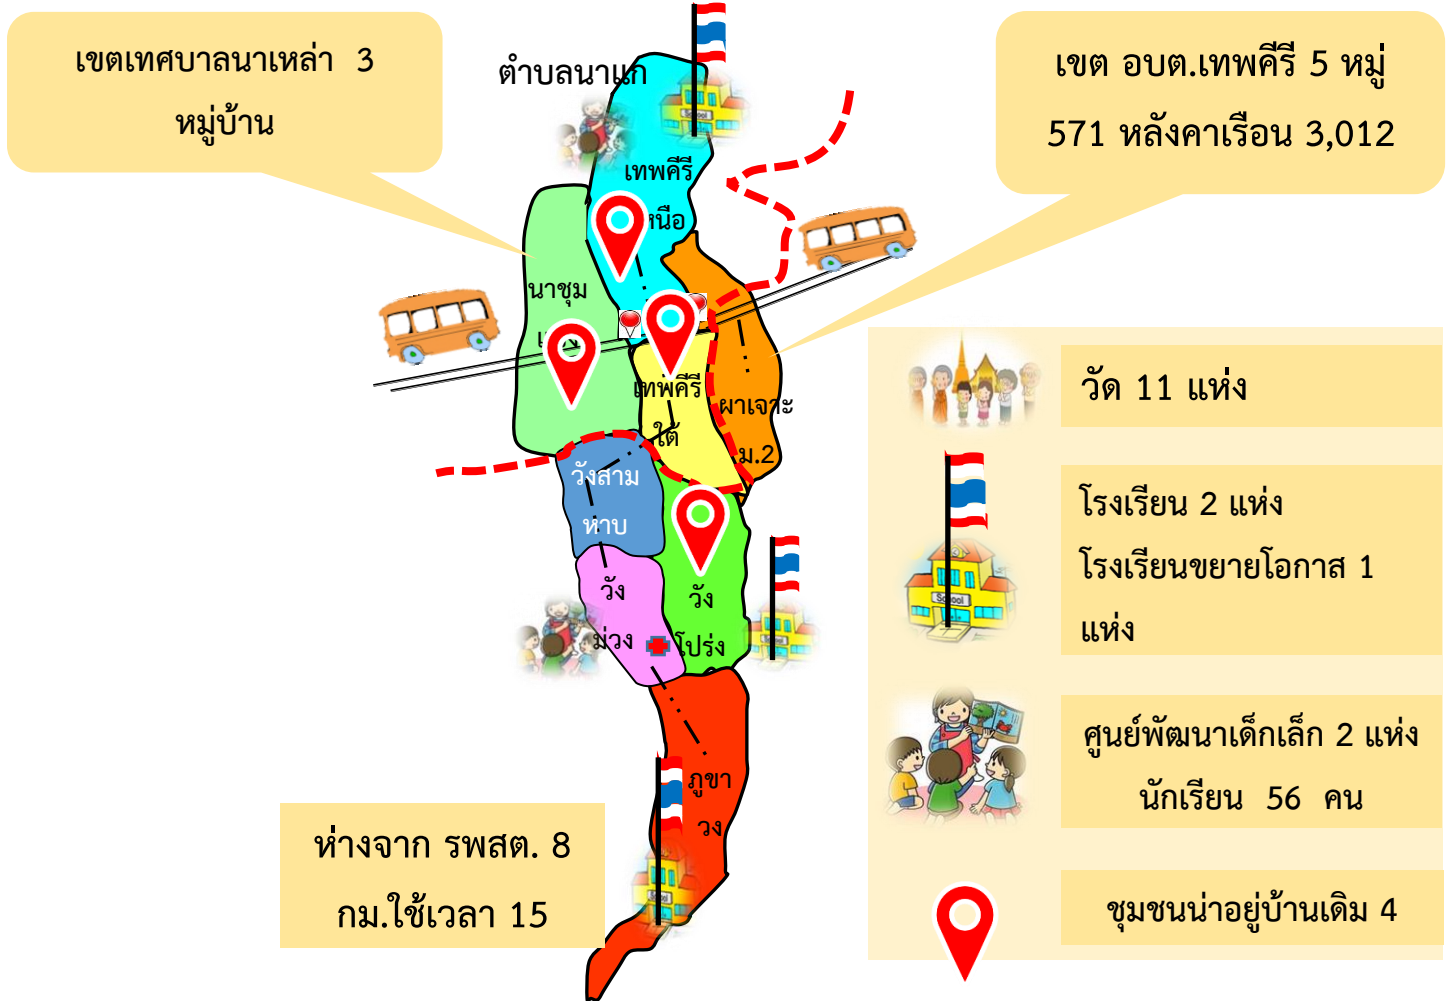 เขตเทศบาลนาเหล่า 3
หมู่บ้าน
ตำบลนาแก
เขต อบต.เทพคีรี 5 หมู่
571 หลังคาเรือน 3,012
School
เทพคีรี
นาชุม
เทพคีรี
ใต้
ผาเจาะ
ม.2
วังสาม
หาบ
วัง
ม่วง
วัง
โปร่ง
ภูขา
วง
ห่างจาก รพสต. 8
กม.ใช้เวลา 15
วัด 11 แห่ง
โรงเรียน 2 แห่ง
โรงเรียนขยายโอกาส 1
แห่ง
School
ศูนย์พัฒนาเด็กเล็ก 2 แห่ง
นักเรียน 56 คน
ชุมชนน่าอยู่บ้านเดิม 4